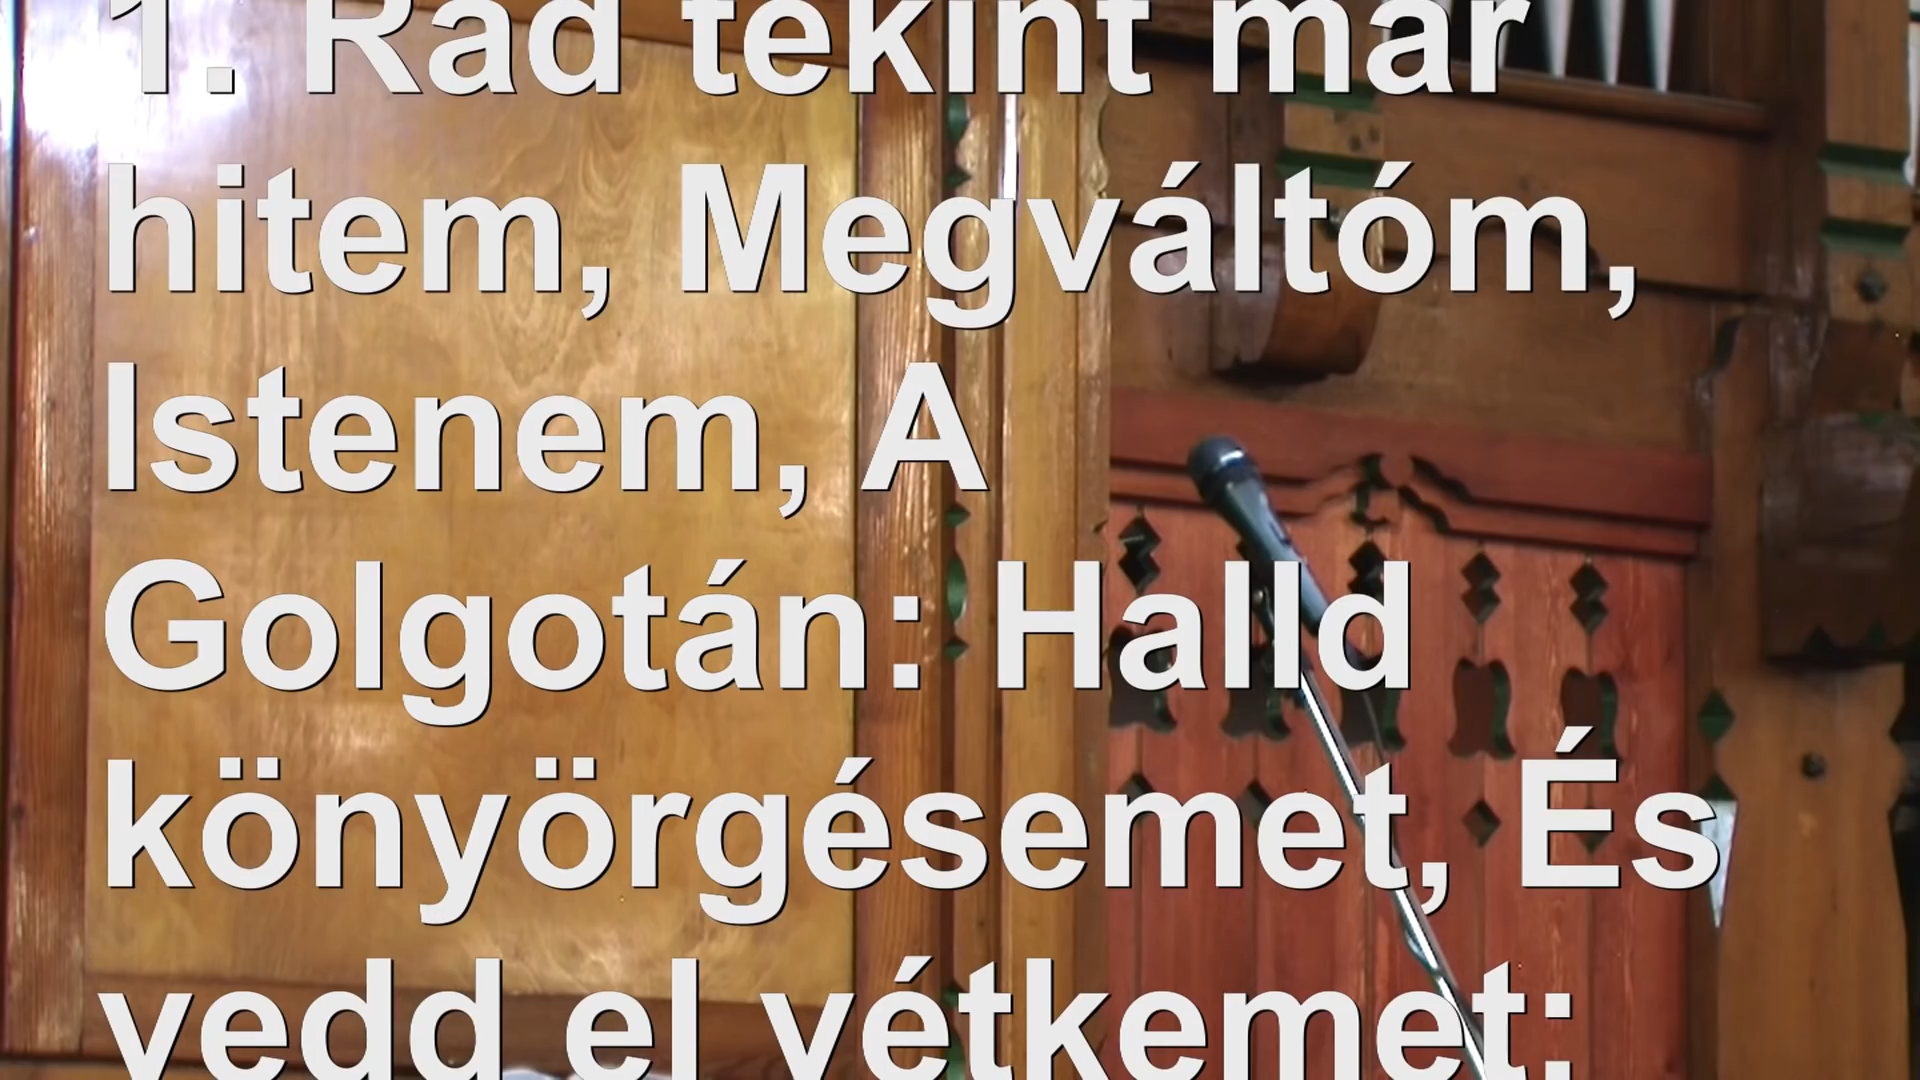 1. Rád tekint már
hitem, Megváltóm,
Istenem, A
Golgotán: Halld
könyörgésemet, És
vedd el vétkemet;